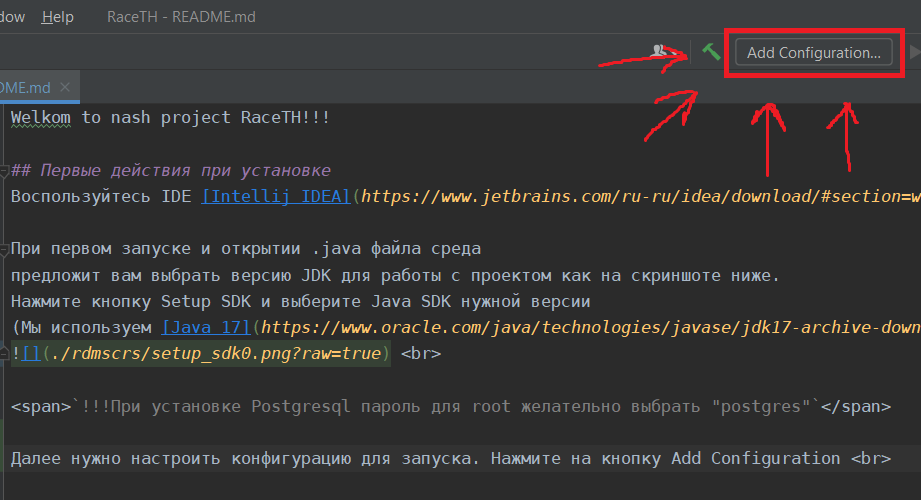 dow Help RaceTH - README.md
Add Configuration...
DME.md
Welkom to nash project RaceTH!!!
## Первые действия при установке
Воспользуйтесь IDE [Intellij IDEA](https://www.jetbrains.com/ru-ru/idea/download/#section=w
При первом запуске и открытии .java файла среда
предложит вам выбрать версию JDK для работы с проектом как на скриншоте ниже.
Нажмите кнопку Setup SDK и выберите Java SDK нужной версии
(Мы используем [Java 17](https://www.oracle.com/java/technologies/javase/jdk17-archive-down
![](./rdmscrs/setup_sdk0.png?raw=true) <br>
<span>`!!!При установке Postgresql пароль для root желательно выбрать "postgres"`</span>
Далее нужно настроить конфигурацию для запуска. Нажмите на кнопку Add Configuration <br>